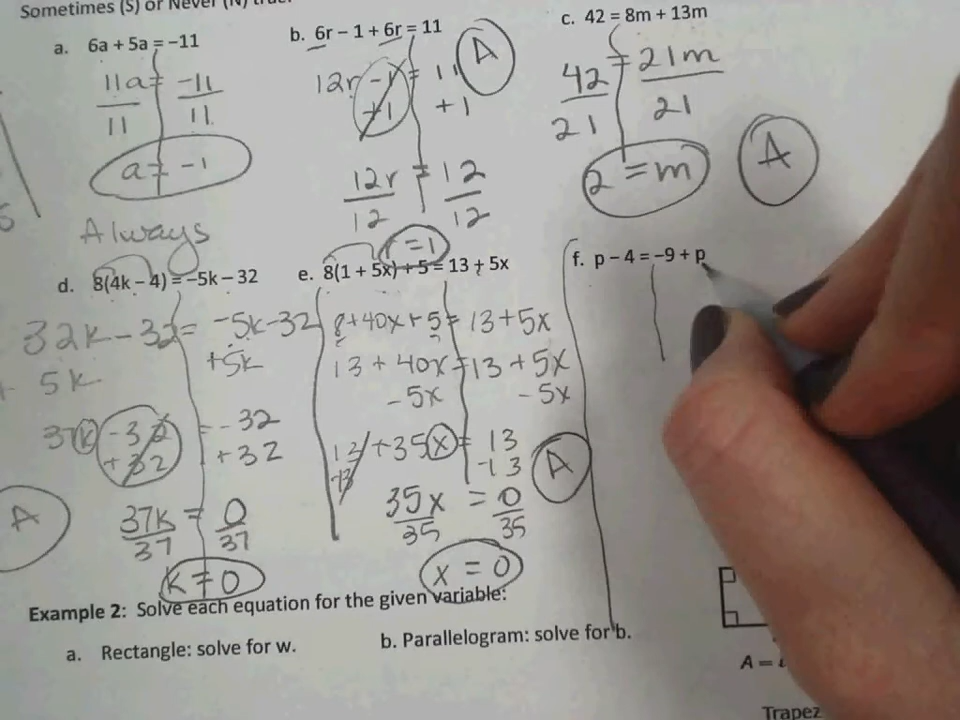 Sometimes (S) or Never (N) true.
a. 6a + 5a = -11
11a = -11
11 11
a = -1
Always
b. 6r - 1 + 6r = 11
12r - 1 = 11
+1 +1
12r = 12
12 12
r = 1
A
c. 42 = 8m + 13m
42 = 21m
21 21
2 = m
A
d. 8(4k - 4) = -5k - 32
32k - 32 = -5k - 32
+ 5k +5k
37k - 32 = -32
+32 +32
37k = 0
37 37
k = 0
A
e. 8(1 + 5x) + 5 = 13 + 5x
8 + 40x + 5 = 13 + 5x
13 + 40x = 13 + 5x
- 5x - 5x
13 + 35x = 13
-13 -13
35x = 0
35 35
x = 0
A
f. p - 4 = -9 + p
Example 2: Solve each equation for the given variable:
a. Rectangle: solve for w.
b. Parallelogram: solve for b.
A =
Trapez